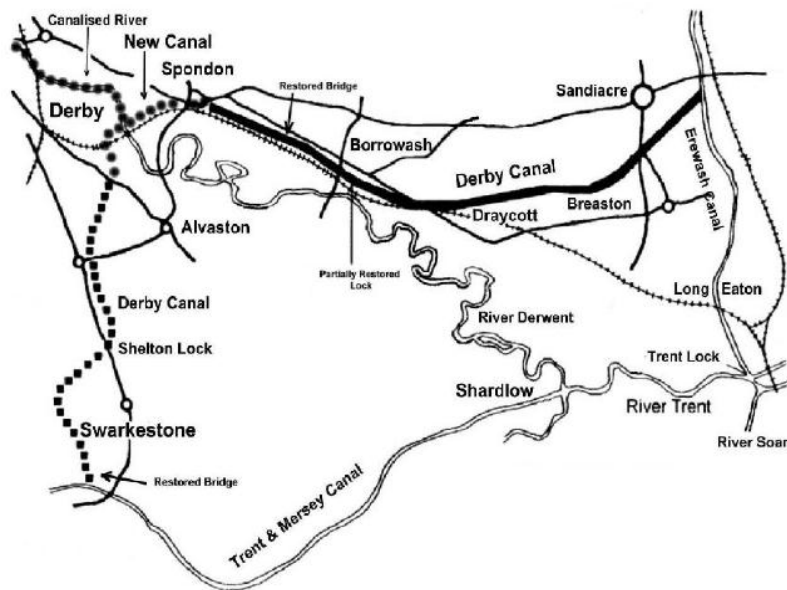 Canalised River
New Canal
Spondon
Restored Bridge
Sandiacre
Derby
Borrowash
Derby Canal
Erewash Canal
Breaston
Draycott
Alvaston
Partially Restored
Lock
Derby Canal
Long Eaton
River Derwent
Shelton Lock
Trent Lock
Shardlow
River Trent
Swarkestone
River Soar
Restored Bridge
Trent & Mersey Canal